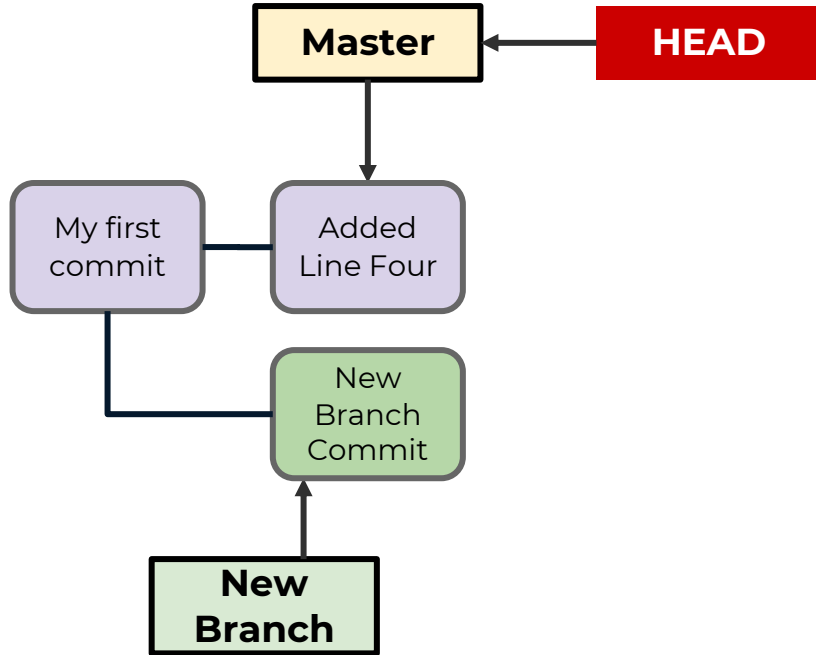 Master
HEAD
My first
commit
Added
Line Four
New
Branch
Commit
New
Branch